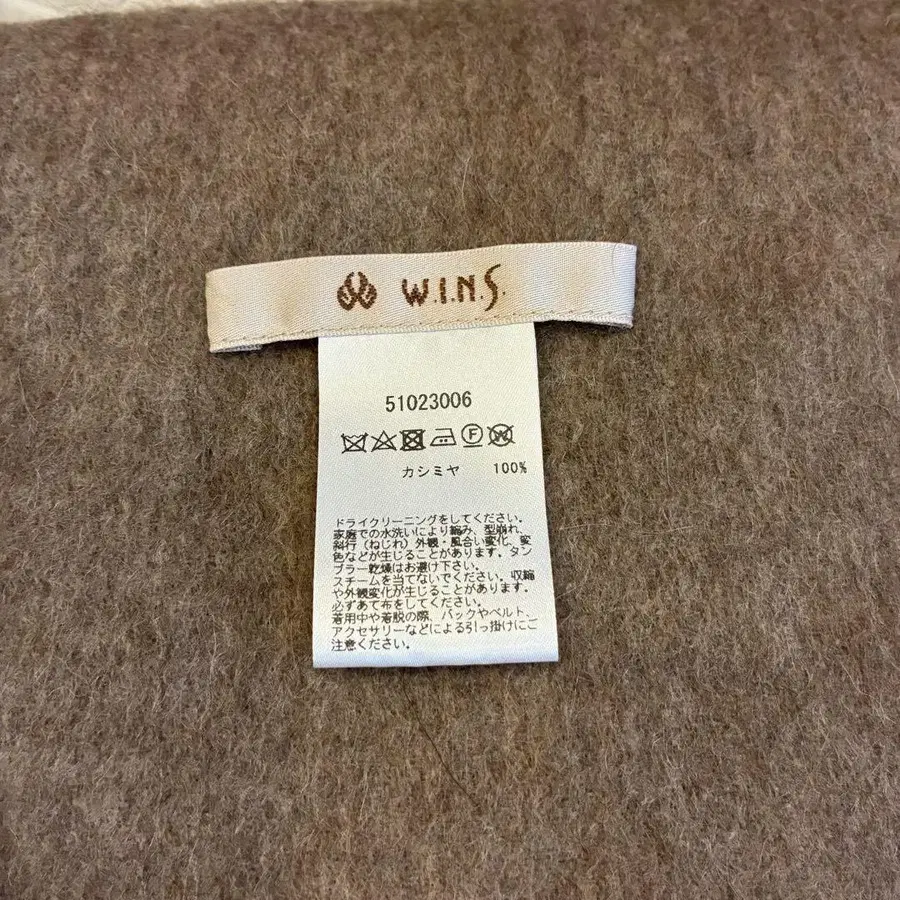 W.I.N.S.
51023006
カシミヤ 100%
ドライクリーニングをしてください。
家庭での水洗いにより縮み、型崩れ、
斜行（ねじれ）外観・風合い変化、変
色などが生じることがあります。タン
ブラー乾燥はお避け下さい。
スチームを当てないでください。収縮
や外観変化が生じることがあります。
必ずあて布をしてください。
着用中や着脱の際、バックやベルト、
アクセサリーなどによる引っ掛けにご
注意ください。